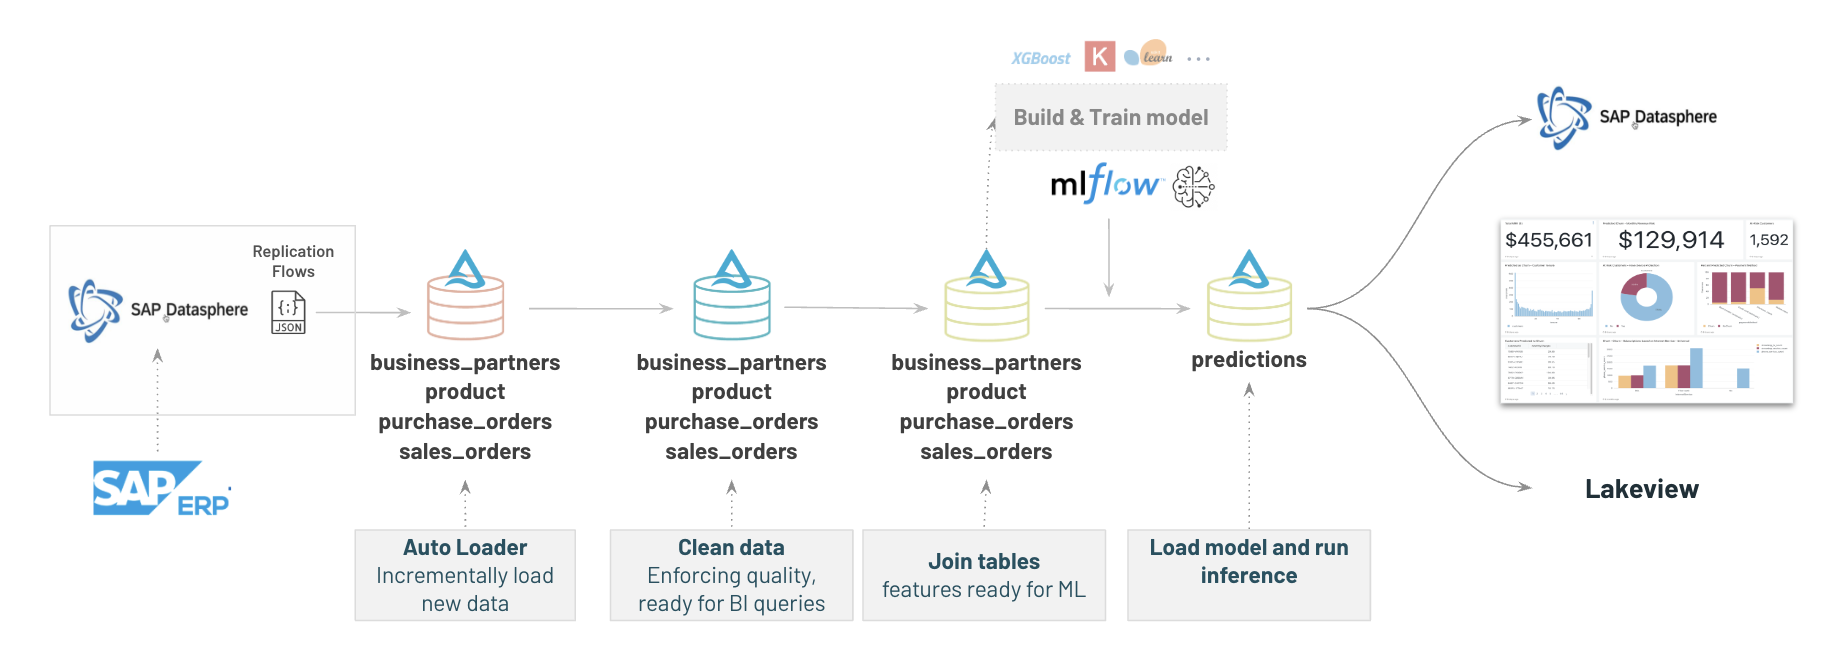 XGBoost
K
learn
Build & Train model
mlflow
SAP Datasphere
Replication
Flows
{;}
JSON
SAP Datasphere
$455,661
$129,914
1,592
business_partners
product
purchase_orders
sales_orders
business_partners
product
purchase_orders
sales_orders
business_partners
product
purchase_orders
sales_orders
predictions
SAP ERP
Lakeview
Auto Loader
Incrementally load
new data
Clean data
Enforcing quality,
ready for BI queries
Join tables
features ready for ML
Load model and run
inference